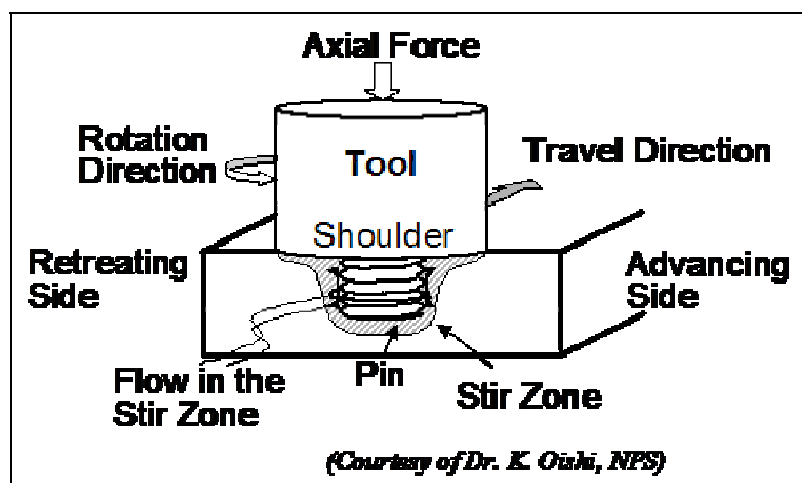 Axial Force
Rotation
Direction
Tool
Travel Direction
Shoulder
Retreating
Side
Advancing
Side
Flow in the
Stir Zone
Pin
Stir Zone
(Courtesy of Dr. K. Oishi, NPS)